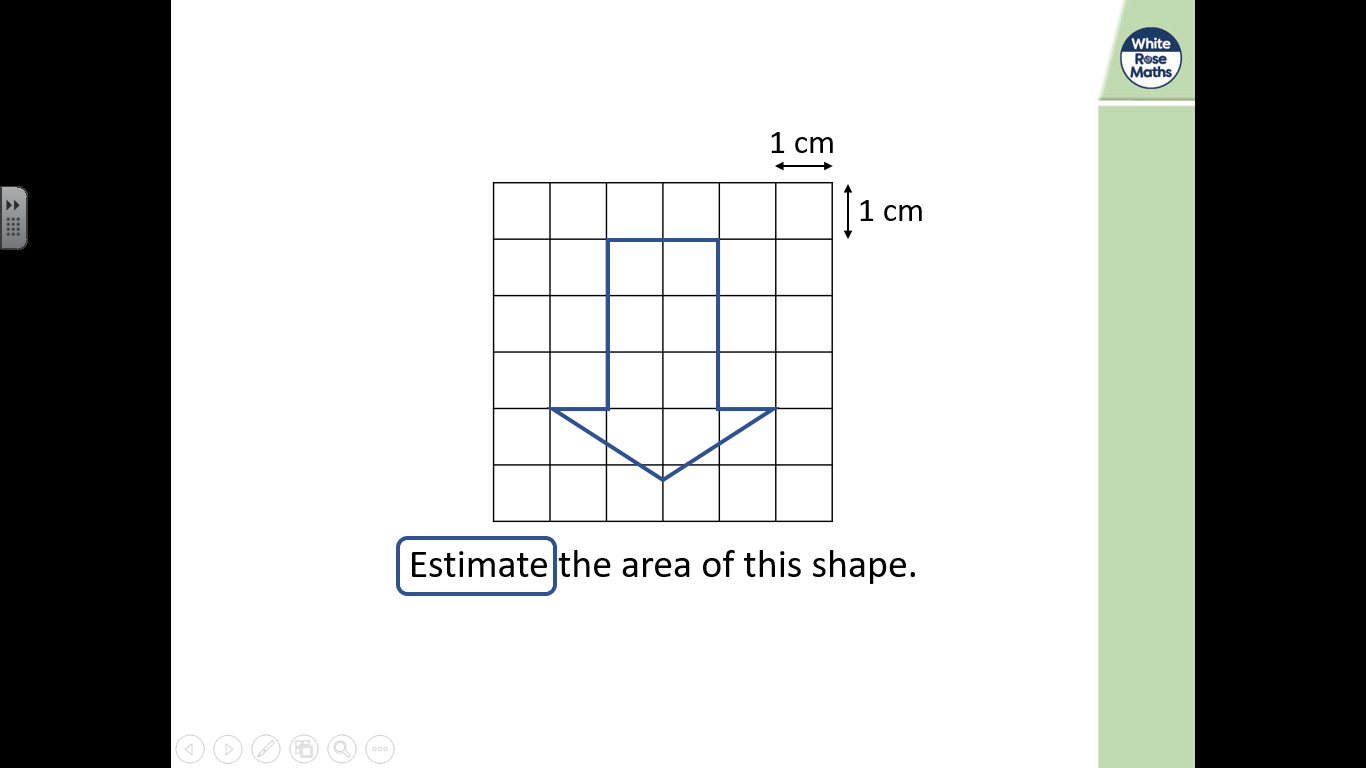 White
Rose
Maths
1 cm
1 cm
Estimate the area of this shape.